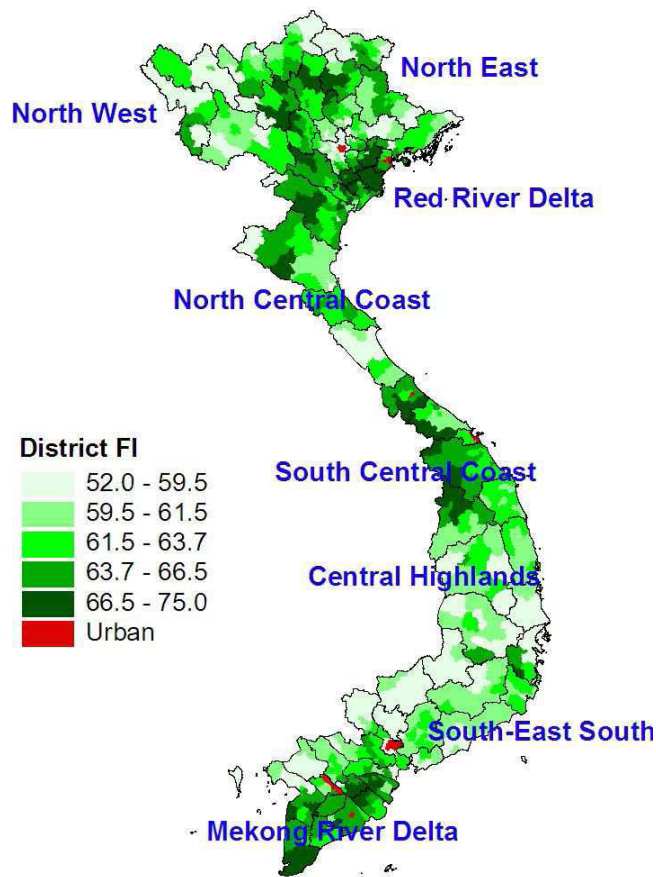 North East
North West
Red River Delta
North Central Coast
District FI
52.0 - 59.5
59.5 - 61.5
61.5 - 63.7
63.7 - 66.5
66.5 - 75.0
Urban
South Central Coast
Central Highlands
South-East South
Mekong River Delta